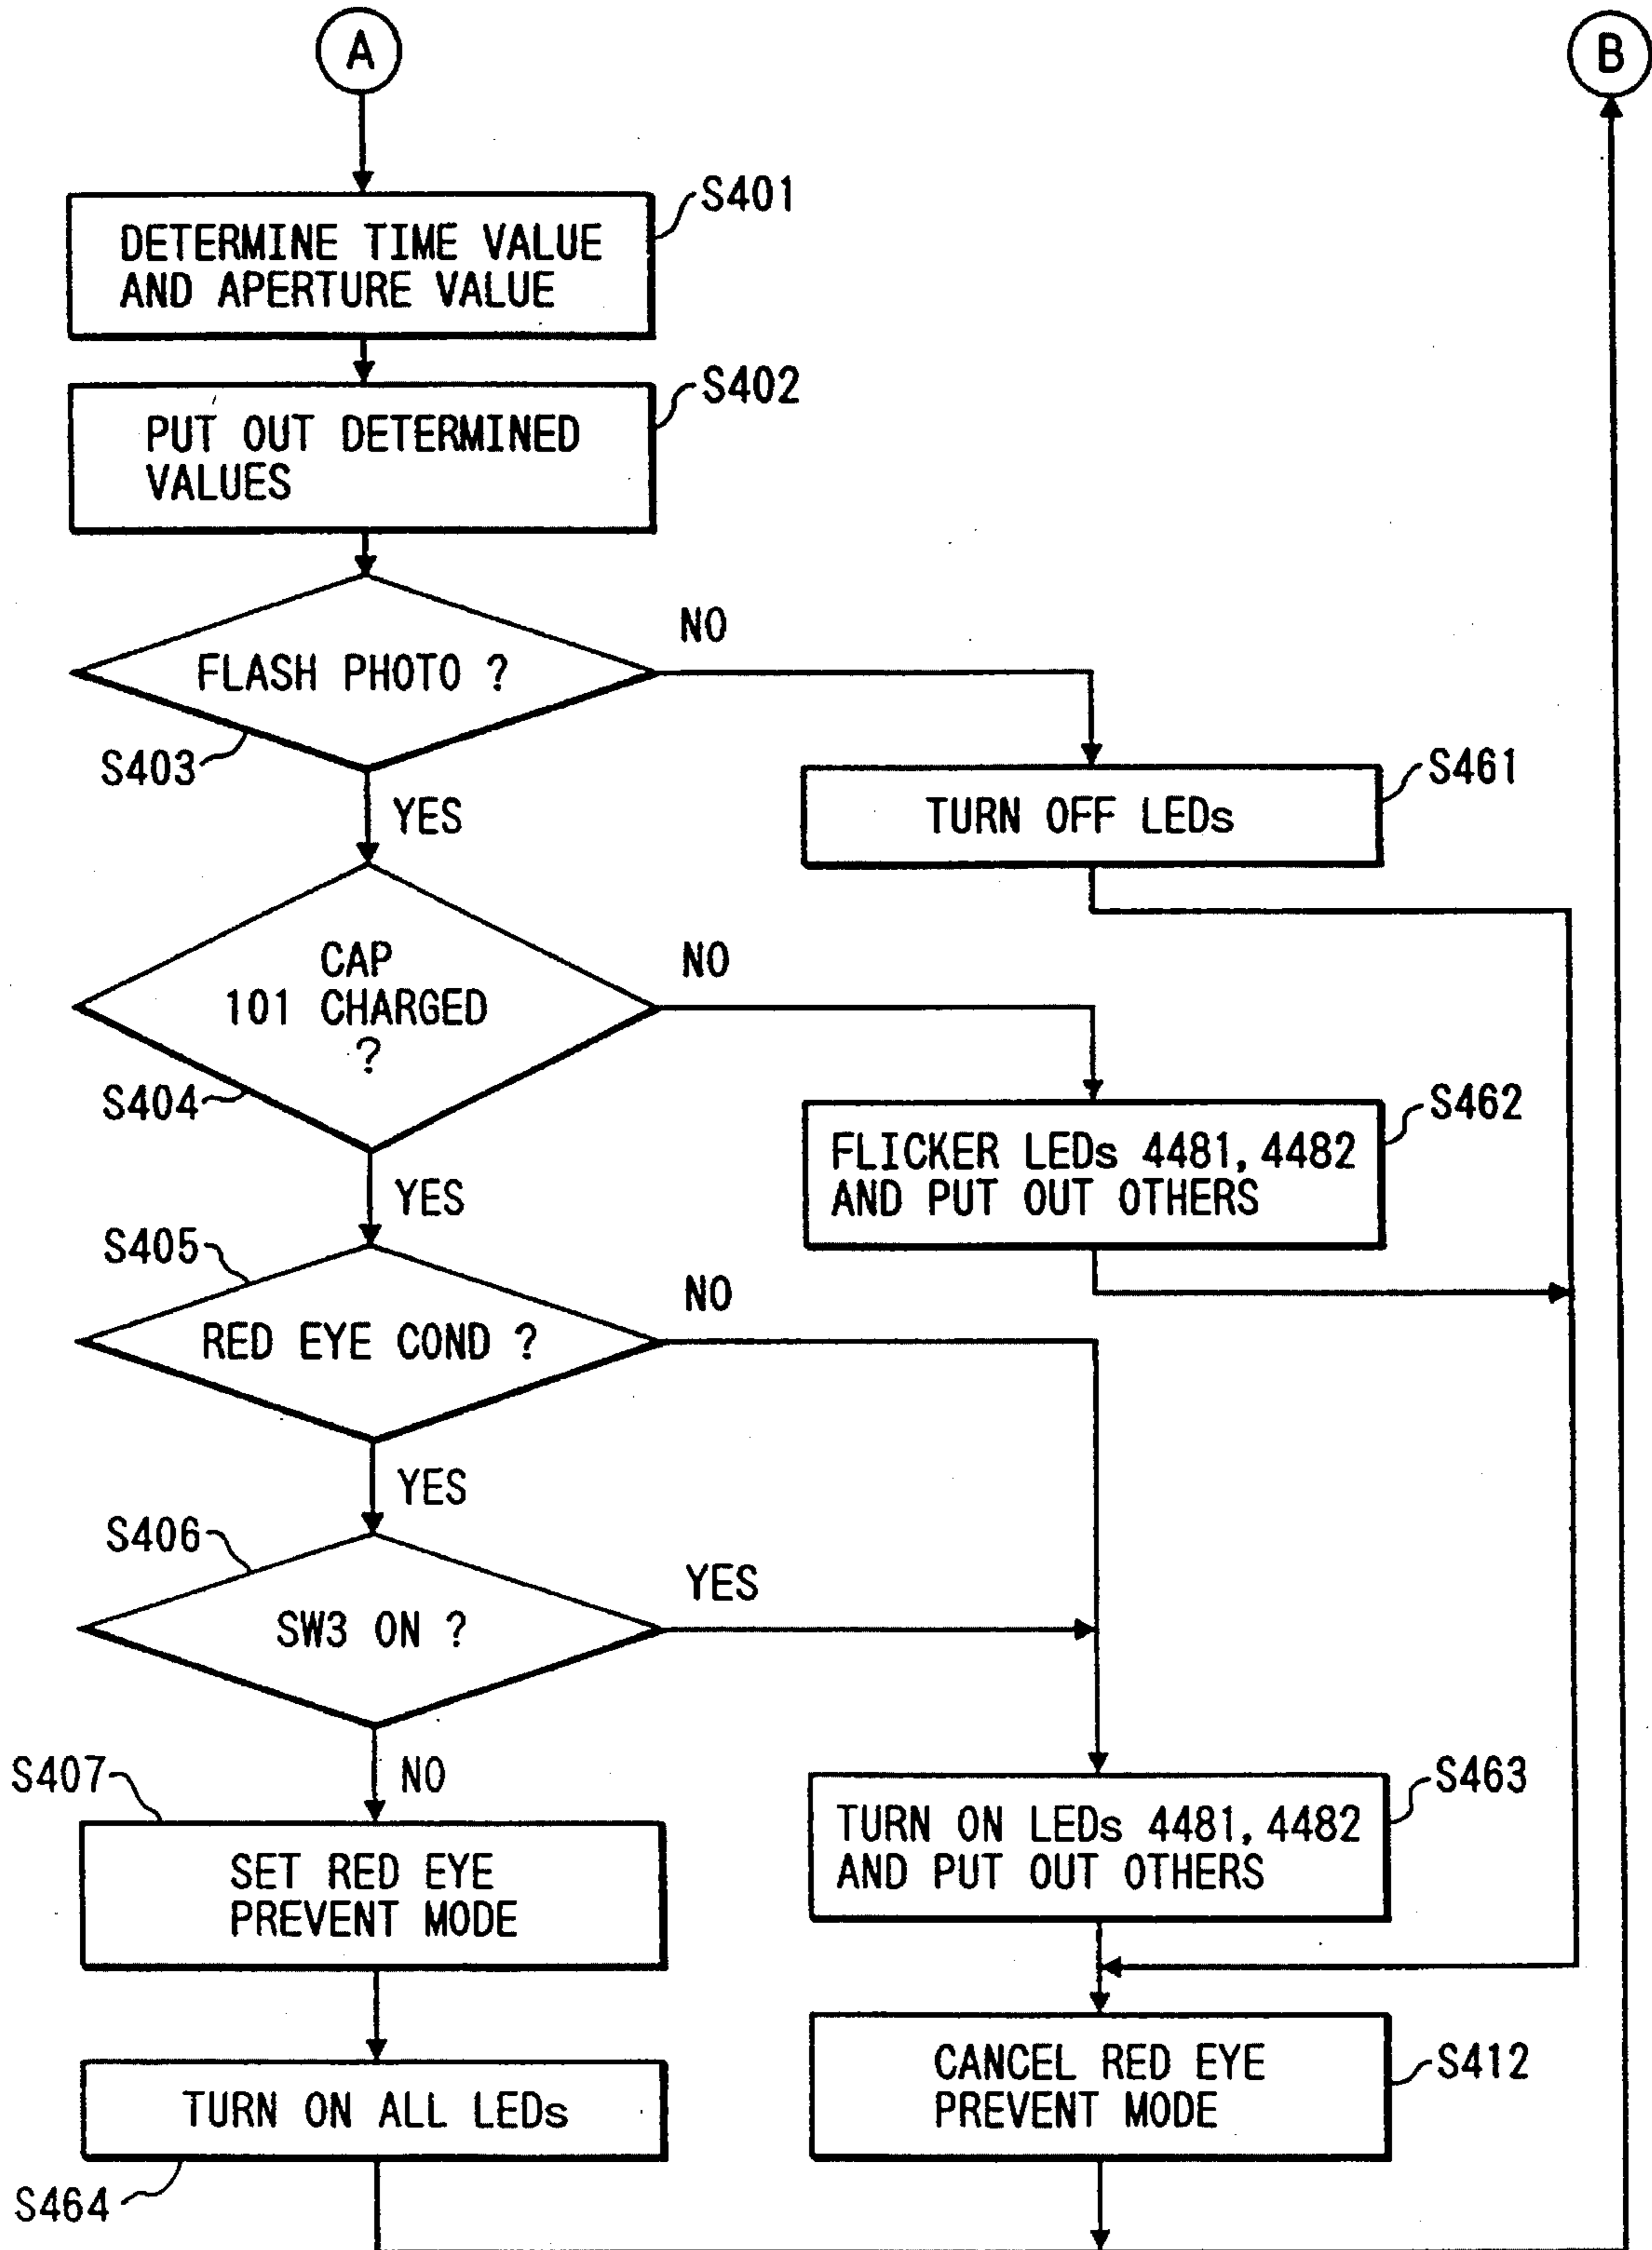 A
B
S401
DETERMINE TIME VALUE
AND APERTURE VALUE
S402
PUT OUT DETERMINED
VALUES
FLASH PHOTO ?
NO
S403
YES
S461
TURN OFF LEDs
CAP
101 CHARGED
?
NO
S404
YES
S462
FLICKER LEDs 4481, 4482
AND PUT OUT OTHERS
S405
RED EYE COND ?
NO
YES
S406
SW3 ON ?
YES
NO
S407
SET RED EYE
PREVENT MODE
S463
TURN ON LEDs 4481, 4482
AND PUT OUT OTHERS
TURN ON ALL LEDs
S464
CANCEL RED EYE
PREVENT MODE
S412